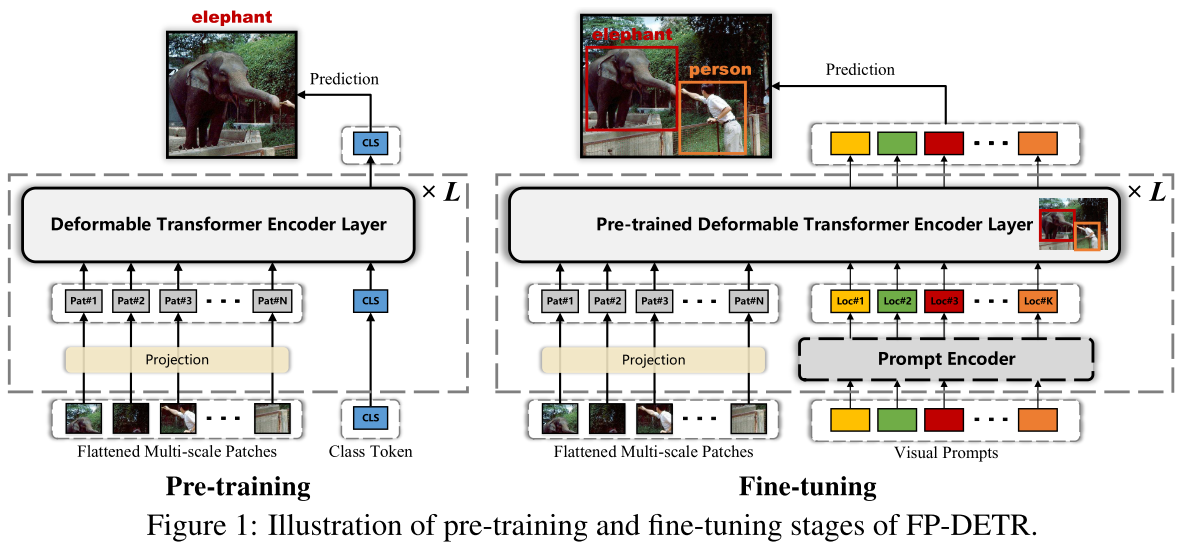 elephant
Prediction
CLS
× L
Deformable Transformer Encoder Layer
Pat#1 Pat#2 Pat#3 Pat#N CLS
Projection
CLS
Flattened Multi-scale Patches Class Token
Pre-training
elephant
person
Prediction
× L
Pre-trained Deformable Transformer Encoder Layer
Pat#1 Pat#2 Pat#3 Pat#N Loc#1 Loc#2 Loc#3 Loc#K
Projection
Prompt Encoder
Flattened Multi-scale Patches Visual Prompts
Fine-tuning
Figure 1: Illustration of pre-training and fine-tuning stages of FP-DETR.